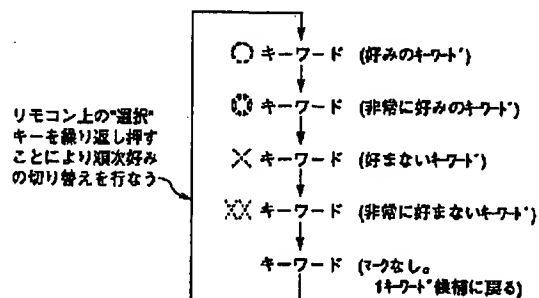 キーワード (好みのキーワード)
キーワード (非常に好みのキーワード)
リモコン上の"選択"
キーを繰り返し押す
ことにより順次好み
の切り替えを行なう
キーワード (好まないキーワード)
キーワード (非常に好まないキーワード)
キーワード (マークなし。
1キーワード候補に戻る)